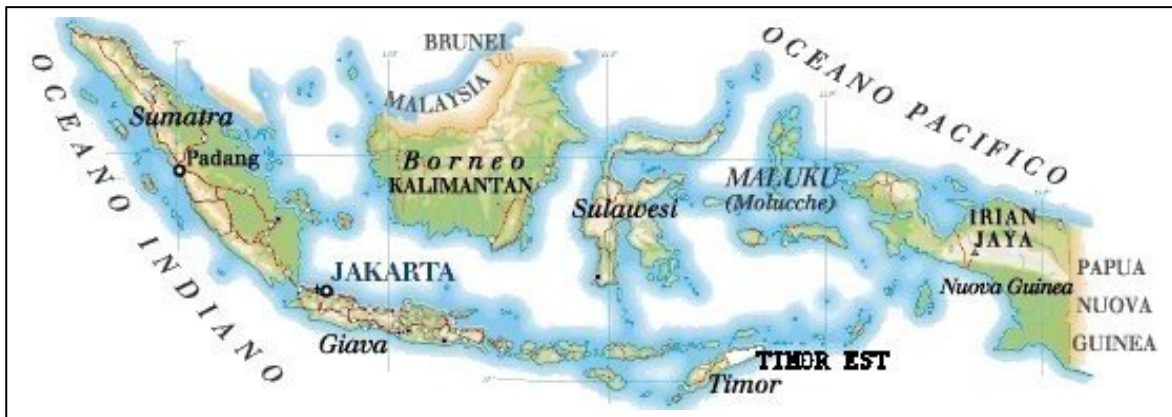 BRUNEI
MALAYSIA
OCEANO PACIFICO
OCEANO INDIANO
Sumatra
Padang
Borneo
KALIMANTAN
Sulawesi
MALUKU
(Molucche)
IRIAN
JAYA
Nuova Guinea
PAPUA
NUOVA
GUINEA
JAKARTA
Giava
TIMOR EST
Timor